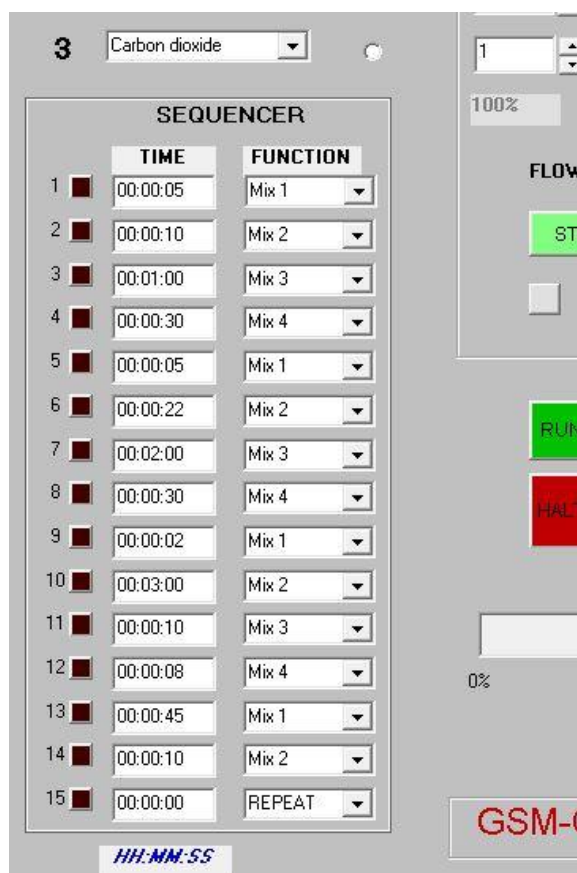 3 Carbon dioxide
1
100%
SEQUENCER
TIME FUNCTION
1 00:00:05 Mix 1
2 00:00:10 Mix 2
3 00:01:00 Mix 3
4 00:00:30 Mix 4
5 00:00:05 Mix 1
6 00:00:22 Mix 2
7 00:02:00 Mix 3
8 00:00:30 Mix 4
9 00:00:02 Mix 1
10 00:03:00 Mix 2
11 00:00:10 Mix 3
12 00:00:08 Mix 4
13 00:00:45 Mix 1
14 00:00:10 Mix 2
15 00:00:00 REPEAT
HH:MM:SS
FLOW
ST
RUN
HALT
0%
GSM-